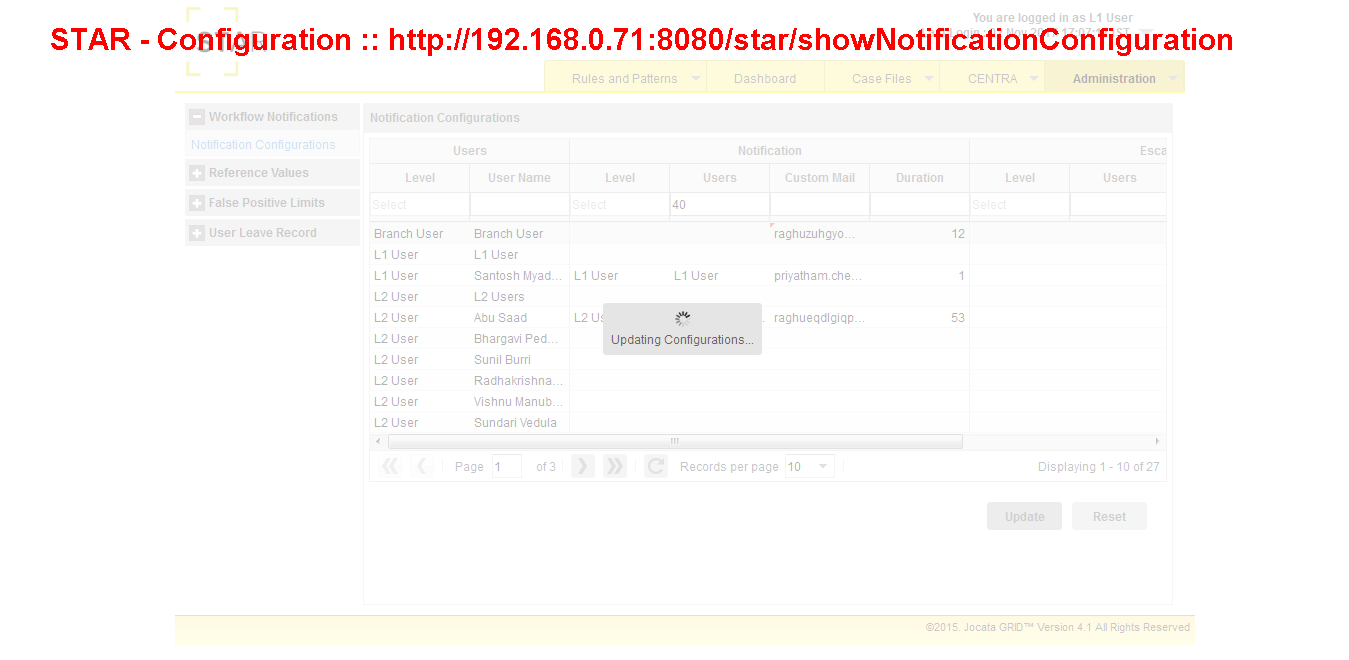 You are logged in as L1 User
STAR
STAR - Configuration :: http://192.168.0.71:8080/star/showNotificationConfiguration
Rules and Patterns Dashboard Case Files CENTRA Administration
Workflow Notifications
Notification Configurations
Reference Values
False Positive Limits
User Leave Record
Notification Configurations
Users Notification Esca
Level User Name Level Users Custom Mail Duration Level Users
Select Select 40 Select
Branch User Branch User raghuzuhgyo... 12
L1 User L1 User
L1 User Santosh Myad... L1 User L1 User priyatham.che... 1
L2 User L2 Users
L2 User Abu Saad L2 Us raghueqdlgiqp... 53
L2 User Bhargavi Ped...
L2 User Sunil Burri
L2 User Radhakrishna...
L2 User Vishnu Manub...
L2 User Sundari Vedula
Updating Configurations...
Page 1 of 3 Records per page 10 Displaying 1 - 10 of 27
Update Reset
©2015. Jocata GRID™ Version 4.1 All Rights Reserved